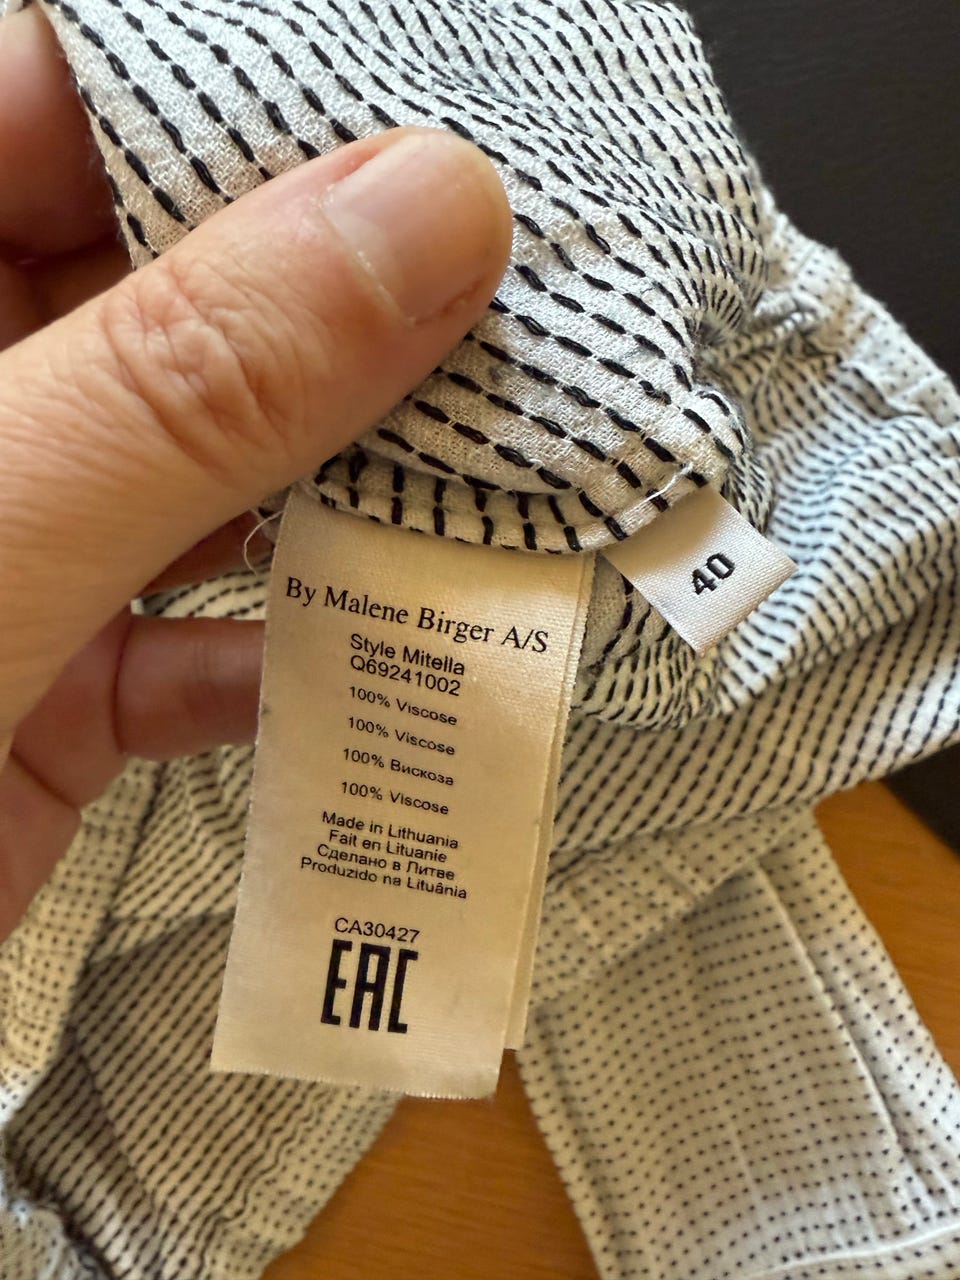 By Malene Birger A/S
Style Mitella
Q69241002
100% Viscose
100% Viscose
100% Вискоза
100% Viscose
Made in Lithuania
Fait en Lituanie
Сделано в Литве
Produzido na Lituânia
CA30427
EAC
40